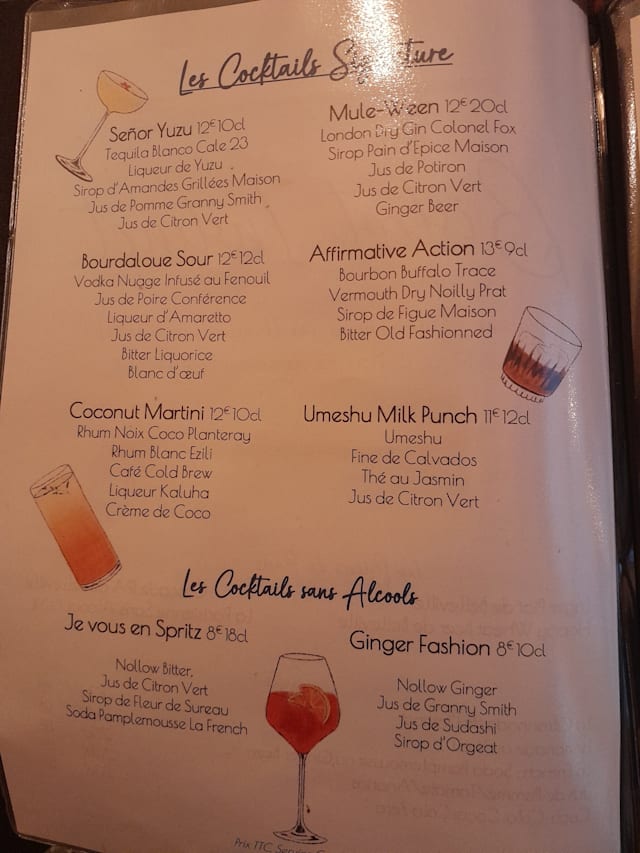 Les Cocktails Signature
Señor Yuzu 12€10cl
Tequila Blanco Cale 23
Liqueur de Yuzu
Sirop d'Amandes Grillées Maison
Jus de Pomme Granny Smith
Jus de Citron Vert
Mule-Ween 12€20cl
London Dry Gin Colonel Fox
Sirop Pain d'Epice Maison
Jus de Potiron
Jus de Citron Vert
Ginger Beer
Bourdaloue Sour 12€12cl
Vodka Nuage Infusé au Fenouil
Jus de Poire Conférence
Liqueur d'Amaretto
Jus de Citron Vert
Bitter Liquorice
Blanc d'œuf
Affirmative Action 13€9cl
Bourbon Buffalo Trace
Vermouth Dry Noilly Prat
Sirop de Figue Maison
Bitter Old Fashionned
Coconut Martini 12€10cl
Rhum Noix Coco Planteray
Rhum Blanc Ezili
Café Cold Brew
Liqueur Kaluha
Crème de Coco
Umeshu Milk Punch 11€12cl
Umeshu
Fine de Calvados
Thé au Jasmin
Jus de Citron Vert
Les Cocktails sans Alcools
Je vous en Spritz 8€18cl
Nollow Bitter,
Jus de Citron Vert
Sirop de Fleur de Sureau
Soda Pamplemousse La French
Ginger Fashion 8€10cl
Nollow Ginger
Jus de Granny Smith
Jus de Sudashi
Sirop d'Orgeat
Prix TTC